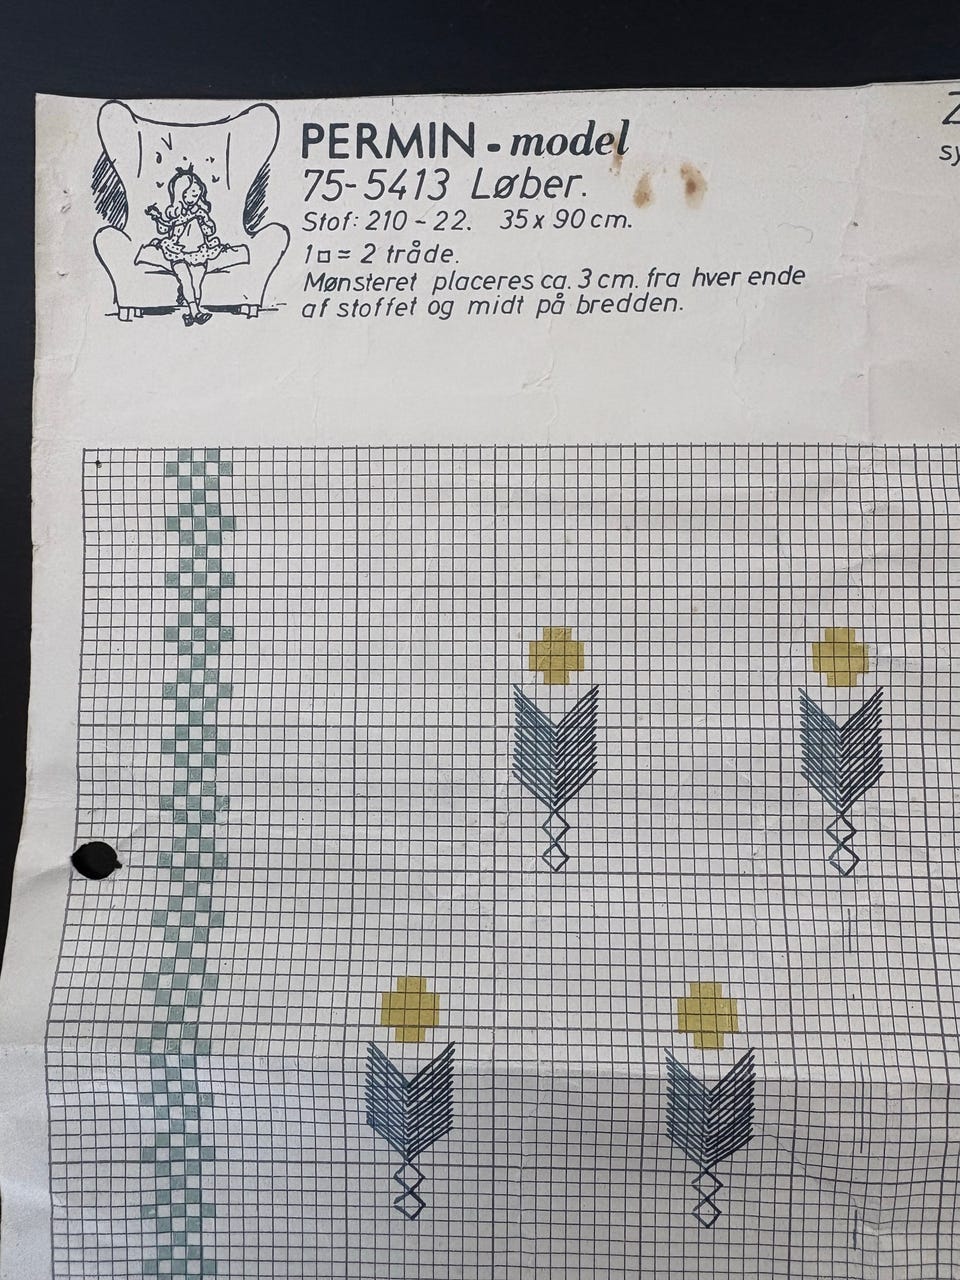 PERMIN - model
75-5413 Løber.
Stof: 210 - 22. 35 x 90 cm.
1□ = 2 tråde.
Mønsteret placeres ca. 3 cm. fra hver ende
af stoffet og midt på bredden.